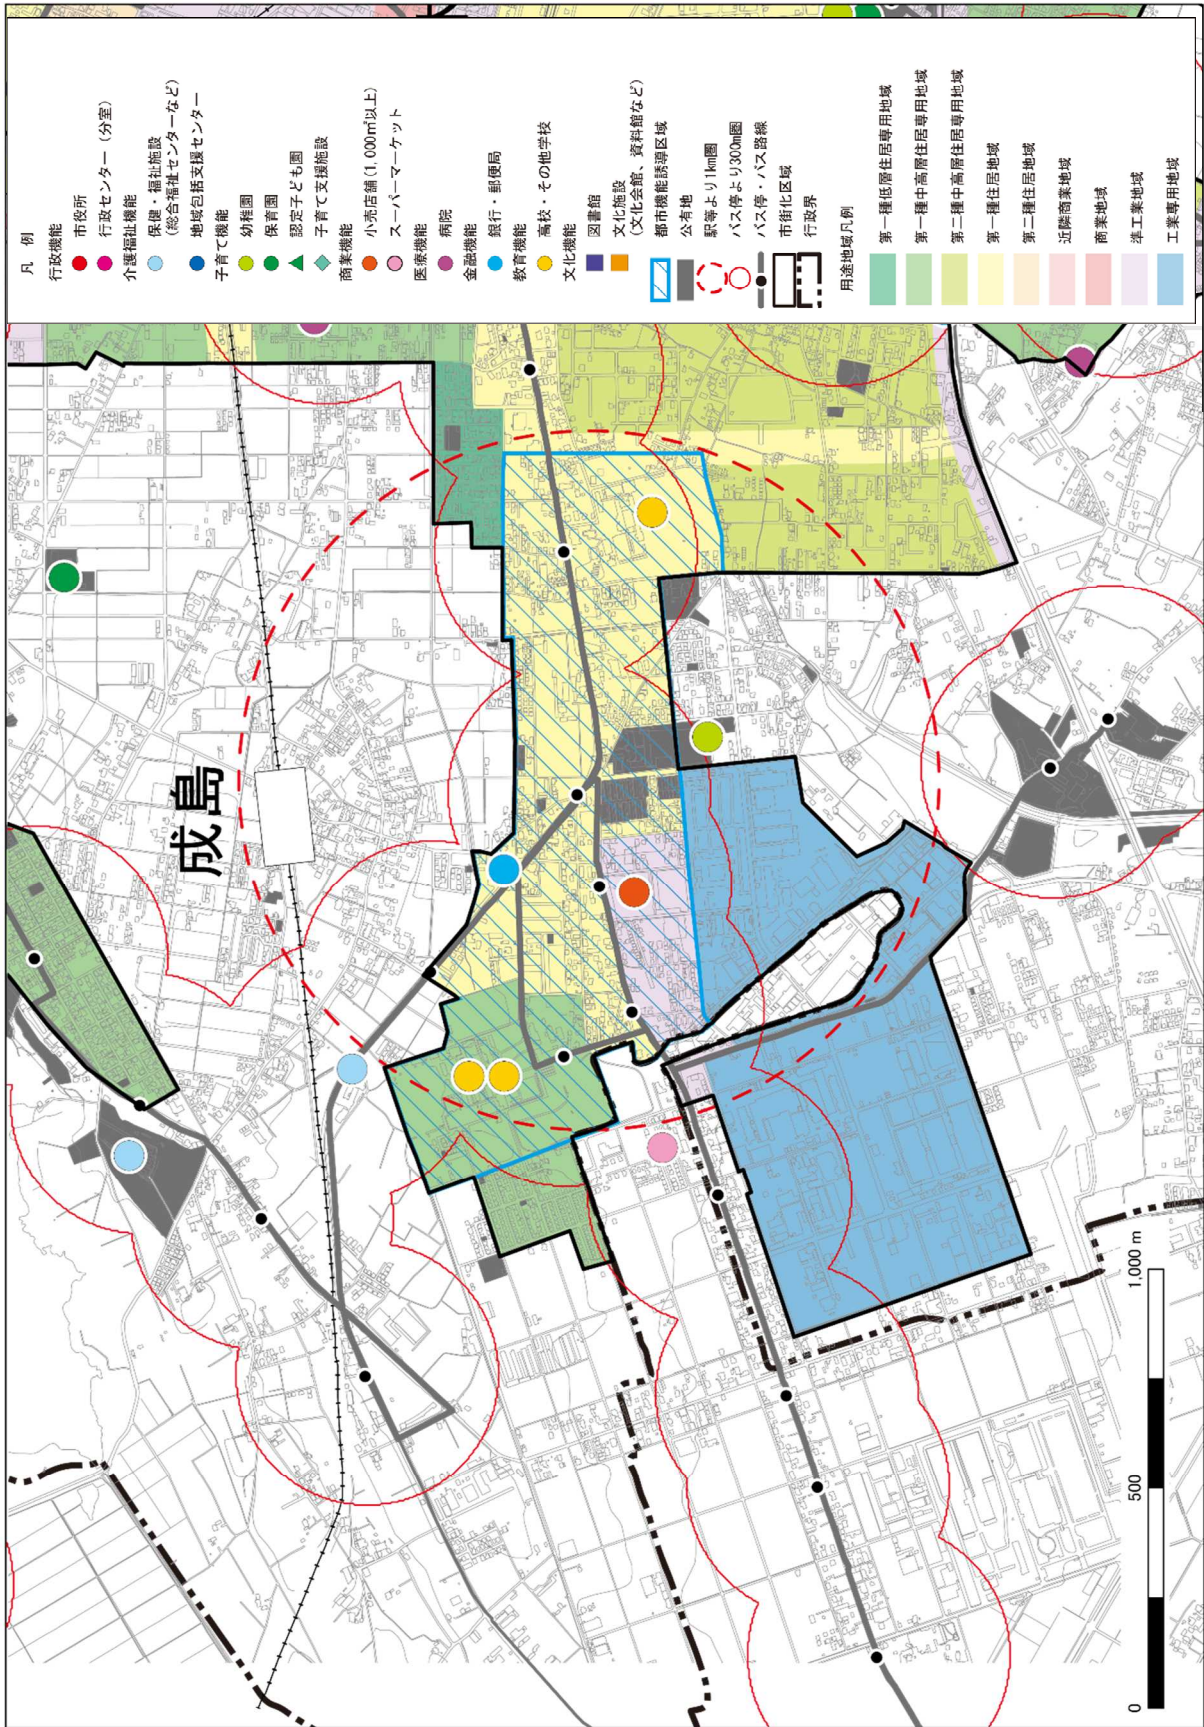 凡 例
行政機能
市役所
行政センター(分室)
介護福祉機能
保健・福祉施設
(総合福祉センターなど)
地域包括支援センター
子育て機能
幼稚園
保育園
認定子ども園
子育て支援施設
商業機能
小売店舗(1,000㎡以上)
スーパーマーケット
医療機能
病院
金融機能
銀行・郵便局
教育機能
高校・その他学校
文化機能
図書館
文化施設
(文化会館、資料館など)
都市機能誘導区域
公有地
駅等より1km圏
バス停より300m圏
バス停・バス路線
市街化区域
行政界
用途地域凡例
第一種低層住居専用地域
第一種中高層住居専用地域
第二種中高層住居専用地域
第一種住居地域
第二種住居地域
近隣商業地域
商業地域
準工業地域
工業専用地域
成島
0 500 1,000 m